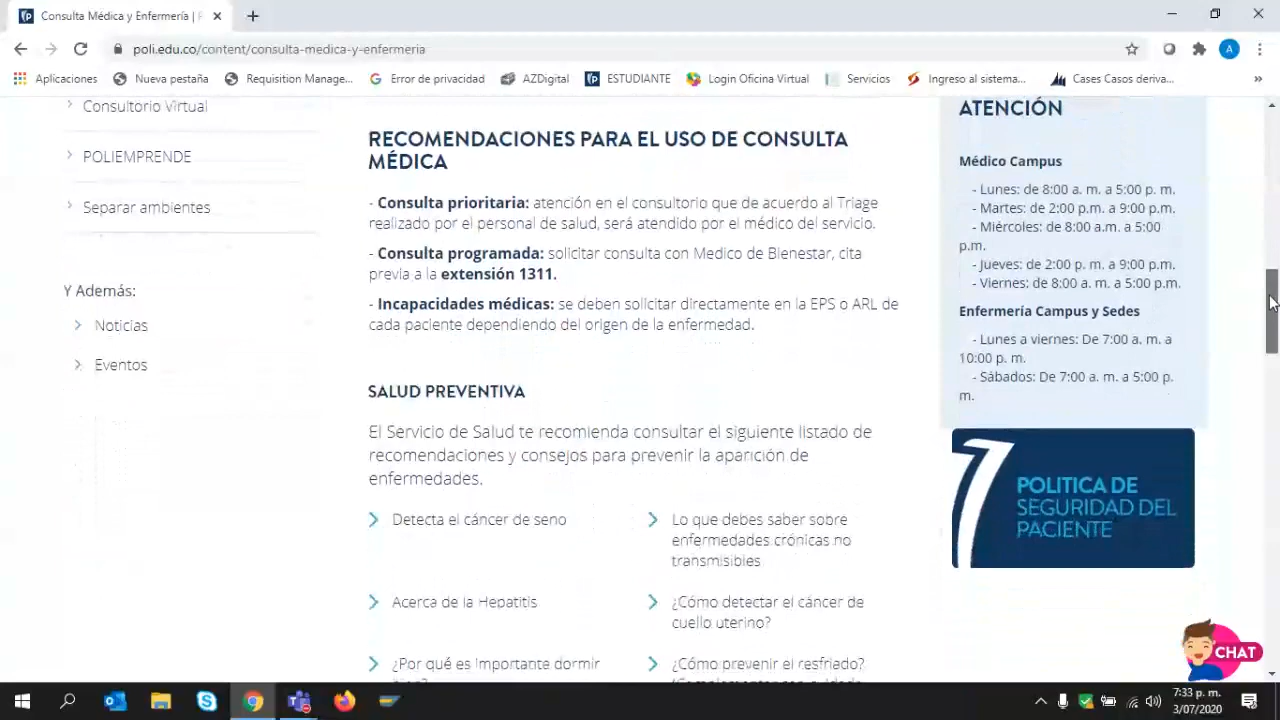 Consulta Médica y Enfermería |
poli.edu.co/content/consulta-medica-y-enfermeria
A
Aplicaciones
Nueva pestaña
Requisition Manage...
Error de privacidad
AZDigital
ESTUDIANTE
Login Oficina Virtual
Servicios
Ingreso al sistema...
Cases Casos deriva...
»
Consultorio Virtual
POLIEMPRENDE
Separar ambientes
Y Además:
Noticias
Eventos
RECOMENDACIONES PARA EL USO DE CONSULTA
MÉDICA
- Consulta prioritaria: atención en el consultorio que de acuerdo al Triage
realizado por el personal de salud, será atendido por el médico del servicio.
- Consulta programada: solicitar consulta con Medico de Bienestar, cita
previa a la extensión 1311.
- Incapacidades médicas: se deben solicitar directamente en la EPS o ARL de
cada paciente dependiendo del origen de la enfermedad.
SALUD PREVENTIVA
El Servicio de Salud te recomienda consultar el siguiente listado de
recomendaciones y consejos para prevenir la aparición de
enfermedades.
Detecta el cáncer de seno
Lo que debes saber sobre
enfermedades crónicas no
transmisibles
Acerca de la Hepatitis
¿Cómo detectar el cáncer de
cuello uterino?
¿Por qué es Importante dormir
¿Cómo prevenir el resfriado?
ATENCIÓN
Médico Campus
- Lunes: de 8:00 a. m. a 5:00 p. m.
- Martes: de 2:00 p.m. a 9:00 p.m.
- Miércoles: de 8:00 a.m. a 5:00
p.m.
- Jueves: de 2:00 p. m. a 9:00 p.m.
- Viernes: de 8:00 a. m. a 5:00 p.m.
Enfermería Campus y Sedes
- Lunes a viernes: De 7:00 a. m. a
10:00 p. m.
- Sábados: De 7:00 a. m. a 5:00 p.
m.
7
POLITICA DE
SEGURIDAD DEL
PACIENTE
CHAT
7:33 p. m.
3/07/2020